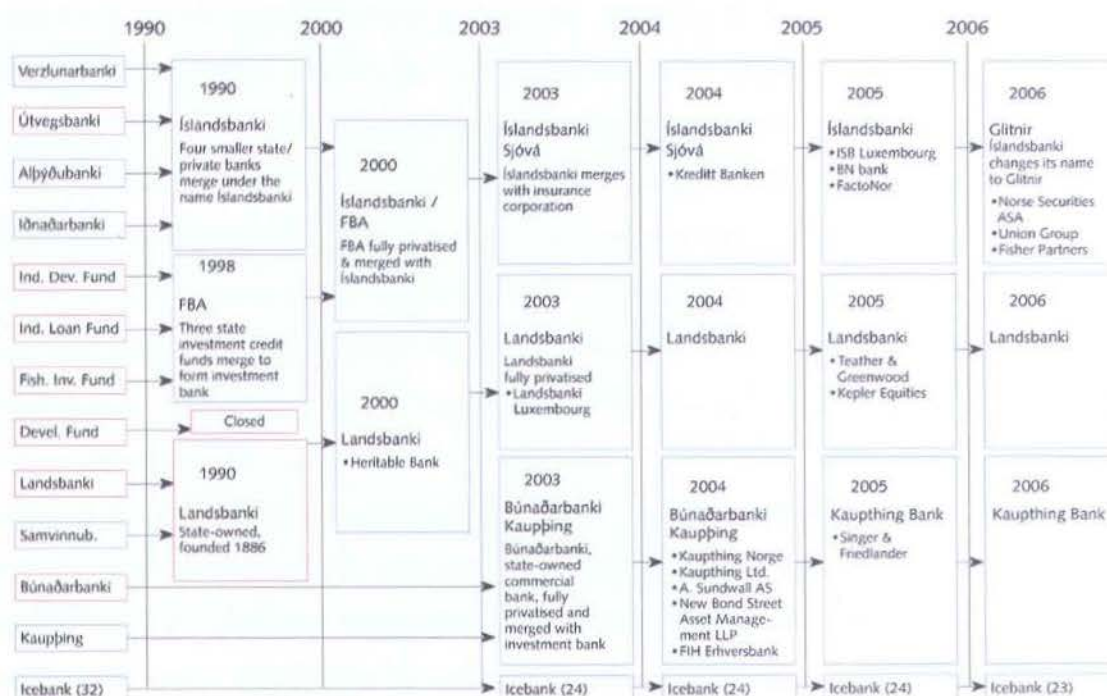 1990
2000
2003
2004
2005
2006
Verzlunarbanki
Útvegsbanki
Alþýðubanki
Iðnaðarbanki
Ind. Dev. Fund
Ind. Loan Fund
Fish. Inv. Fund
Devel. Fund
Landsbanki
Samvinnub.
Búnaðarbanki
Kaupþing
Icebank (32)
1990
Íslandsbanki
Four smaller state/
private banks
merge under the
name Íslandsbanki
1998
FBA
Three state
investment credit
funds merge to
form investment
bank
Closed
1990
Landsbanki
State-owned,
founded 1886
2000
Íslandsbanki /
FBA
FBA fully privatised
& merged with
Íslandsbanki
2000
Landsbanki
•Heritable Bank
2003
Íslandsbanki
Sjóvá
Íslandsbanki merges
with insurance
corporation
2003
Landsbanki
Landsbanki
fully privatised
•Landsbanki
Luxembourg
2003
Búnaðarbanki
Kaupþing
Búnaðarbanki,
state-owned
commercial
bank, fully
privatised and
merged with
investment bank
Icebank (24)
2004
Íslandsbanki
Sjóvá
•Kreditt Banken
2004
Landsbanki
2004
Búnaðarbanki
Kaupþing
•Kaupthing Norge
•Kaupthing Ltd.
•A. Sundwall AS
•New Bond Street
Asset Manage-
ment LLP
•FIH Erhversbank
Icebank (24)
2005
Íslandsbanki
•ISB Luxembourg
•BN bank
•FactoNor
2005
Landsbanki
•Teather &
Greenwood
•Kepler Equities
2005
Kaupthing Bank
•Singer &
Friedlander
Icebank (24)
2006
Glitnir
Íslandsbanki
changes its name
to Glitnir
•Norse Securities
ASA
•Union Group
•Fisher Partners
2006
Landsbanki
2006
Kaupthing Bank
Icebank (23)